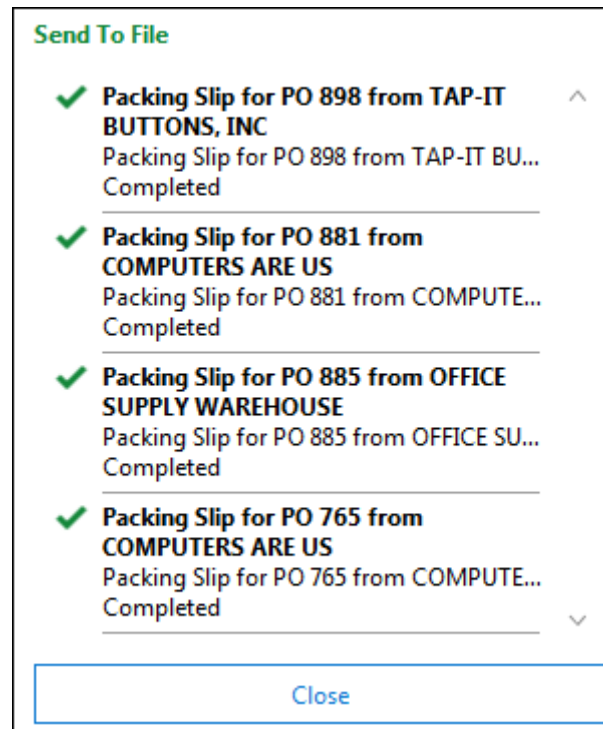 Send To File
Packing Slip for PO 898 from TAP-IT
BUTTONS, INC
Packing Slip for PO 898 from TAP-IT BU...
Completed
Packing Slip for PO 881 from
COMPUTERS ARE US
Packing Slip for PO 881 from COMPUTE...
Completed
Packing Slip for PO 885 from OFFICE
SUPPLY WAREHOUSE
Packing Slip for PO 885 from OFFICE SU...
Completed
Packing Slip for PO 765 from
COMPUTERS ARE US
Packing Slip for PO 765 from COMPUTE...
Completed
Close